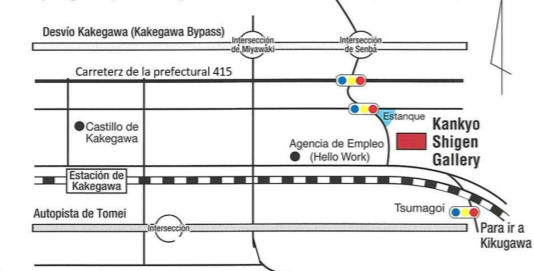 Desvío Kakegawa (Kakegawa Bypass)
Intersección
de Miyawaki
Intersección
de Senba
Carreterz de la prefectural 415
Estanque
Kankyo
Shigen
Gallery
Castillo de
Kakegawa
Agencia de Empleo
(Hello Work)
Estación de
Kakegawa
Tsumagoi
Autopista de Tomei
Intersección
Para ir a
Kikugawa